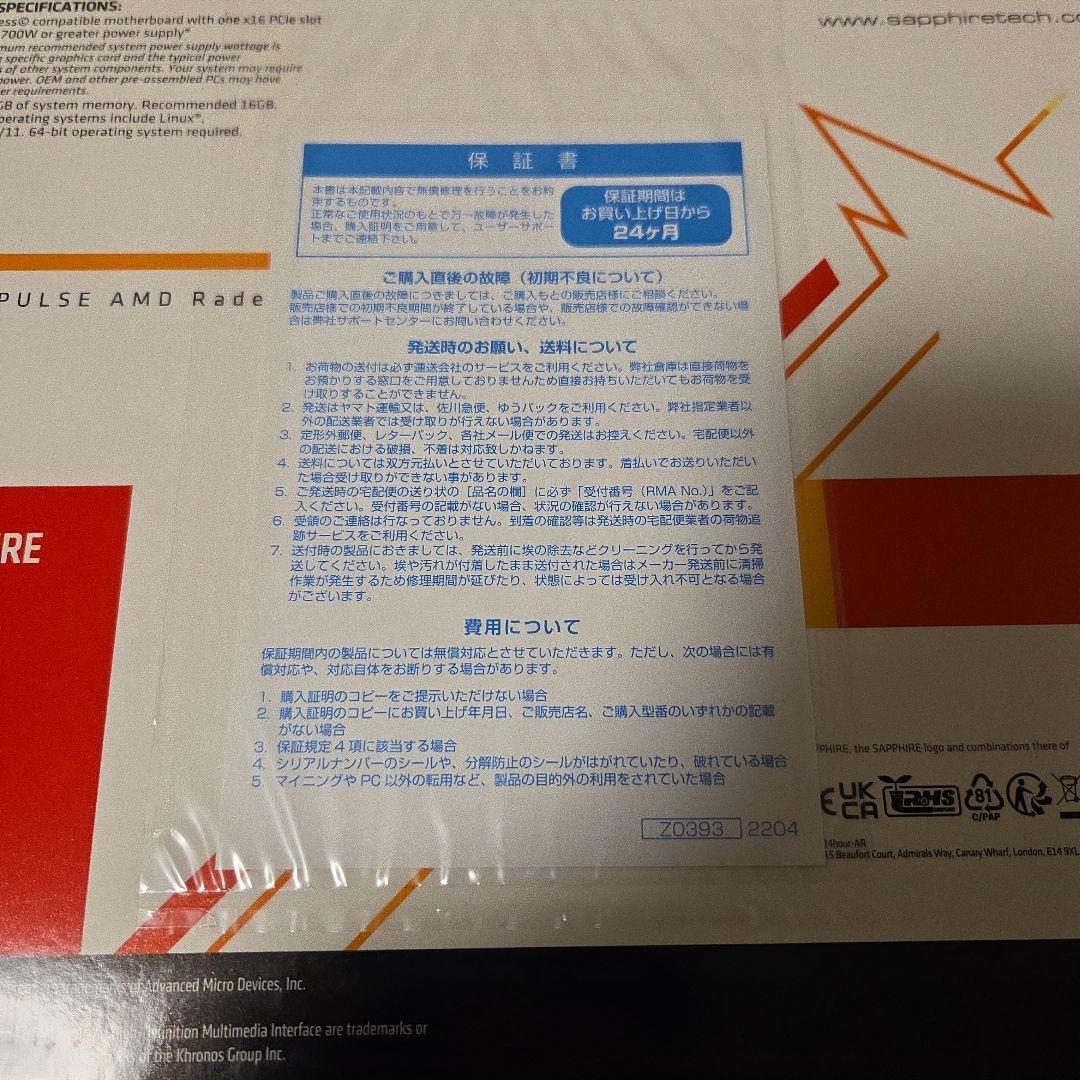 SPECIFICATIONS:
ess© compatible motherboard with one x16 PCIe slot
700W or greater power supply*
mum recommended system power supply wattage is
specific graphics card and the typical power
s of other system components. Your system may require
power. OEM and other pre-assembled PCs may have
er requirements.
GB of system memory. Recommended 16GB.
perating systems include Linux®,
/11. 64-bit operating system required.
www.sapphiretech.co
PULSE AMD Rade
保証書
本書は本記載内容で無償修理を行うことをお約
束するものです。
正常なご使用状況のもとで万一故障が発生した
場合、購入証明をご用意して、ユーザーサポー
トまでご連絡下さい。
保証期間は
お買い上げ日から
24ヶ月
ご購入直後の故障（初期不良について）
製品ご購入直後の故障につきましては、ご購入もとの販売店様にご相談ください。
販売店様での初期不良期間が終了している場合や、販売店様での故障確認ができない場
合は弊社サポートセンターにお問い合わせください。
発送時のお願い、送料について
1. お荷物の送付は必ず運送会社のサービスをご利用ください。弊社倉庫は直接荷物を
お預かりする窓口をご用意しておりませんため直接お持ちいただいてもお荷物を受
け取りすることができません。
2. 発送はヤマト運輸又は、佐川急便、ゆうパックをご利用ください。弊社指定業者以
外の配送業者では受け取りが行えない場合があります。
3. 定形外郵便、レターパック、各社メール便での発送はお控えください。宅配便以外
の配送における破損、不着は対応致しかねます。
4. 送料については双方元払いとさせていただいております。着払いでお送りいただい
た場合受け取りができない事があります。
5. ご発送時の宅配便の送り状の［品名の欄］に必ず「受付番号（RMA No.）」をご記
入ください。受付番号の記載がない場合、状況の確認が行えない場合があります。
6. 受領のご連絡は行なっておりません。到着の確認等は発送時の宅配便業者の荷物追
跡サービスをご利用ください。
7. 送付時の製品におきましては、発送前に埃の除去などクリーニングを行ってから発
送してください。埃や汚れが付着したまま送付された場合はメーカー発送前に清掃
作業が発生するため修理期間が延びたり、状態によっては受け入れ不可となる場合
がございます。
費用について
保証期間内の製品については無償対応とさせていただきます。ただし、次の場合には有
償対応や、対応自体をお断りする場合があります。
1. 購入証明のコピーをご提示いただけない場合
2. 購入証明のコピーにお買い上げ年月日、ご販売店名、ご購入型番のいずれかの記載
がない場合
3. 保証規定4項に該当する場合
4. シリアルナンバーのシールや、分解防止のシールがはがれていたり、破れている場合
5. マイニングやPC以外の転用など、製品の目的外の利用をされていた場合
Z0393 2204
IRE
PPHIRE, the SAPPHIRE logo and combinations there of
UK
CA
RoHS
81
C/PAP
24hour-AR
15 Beaufort Court, Admirals Way, Canary Wharf, London, E14 9XL
of Advanced Micro Devices, Inc.
inition Multimedia Interface are trademarks or
of the Khronos Group Inc.